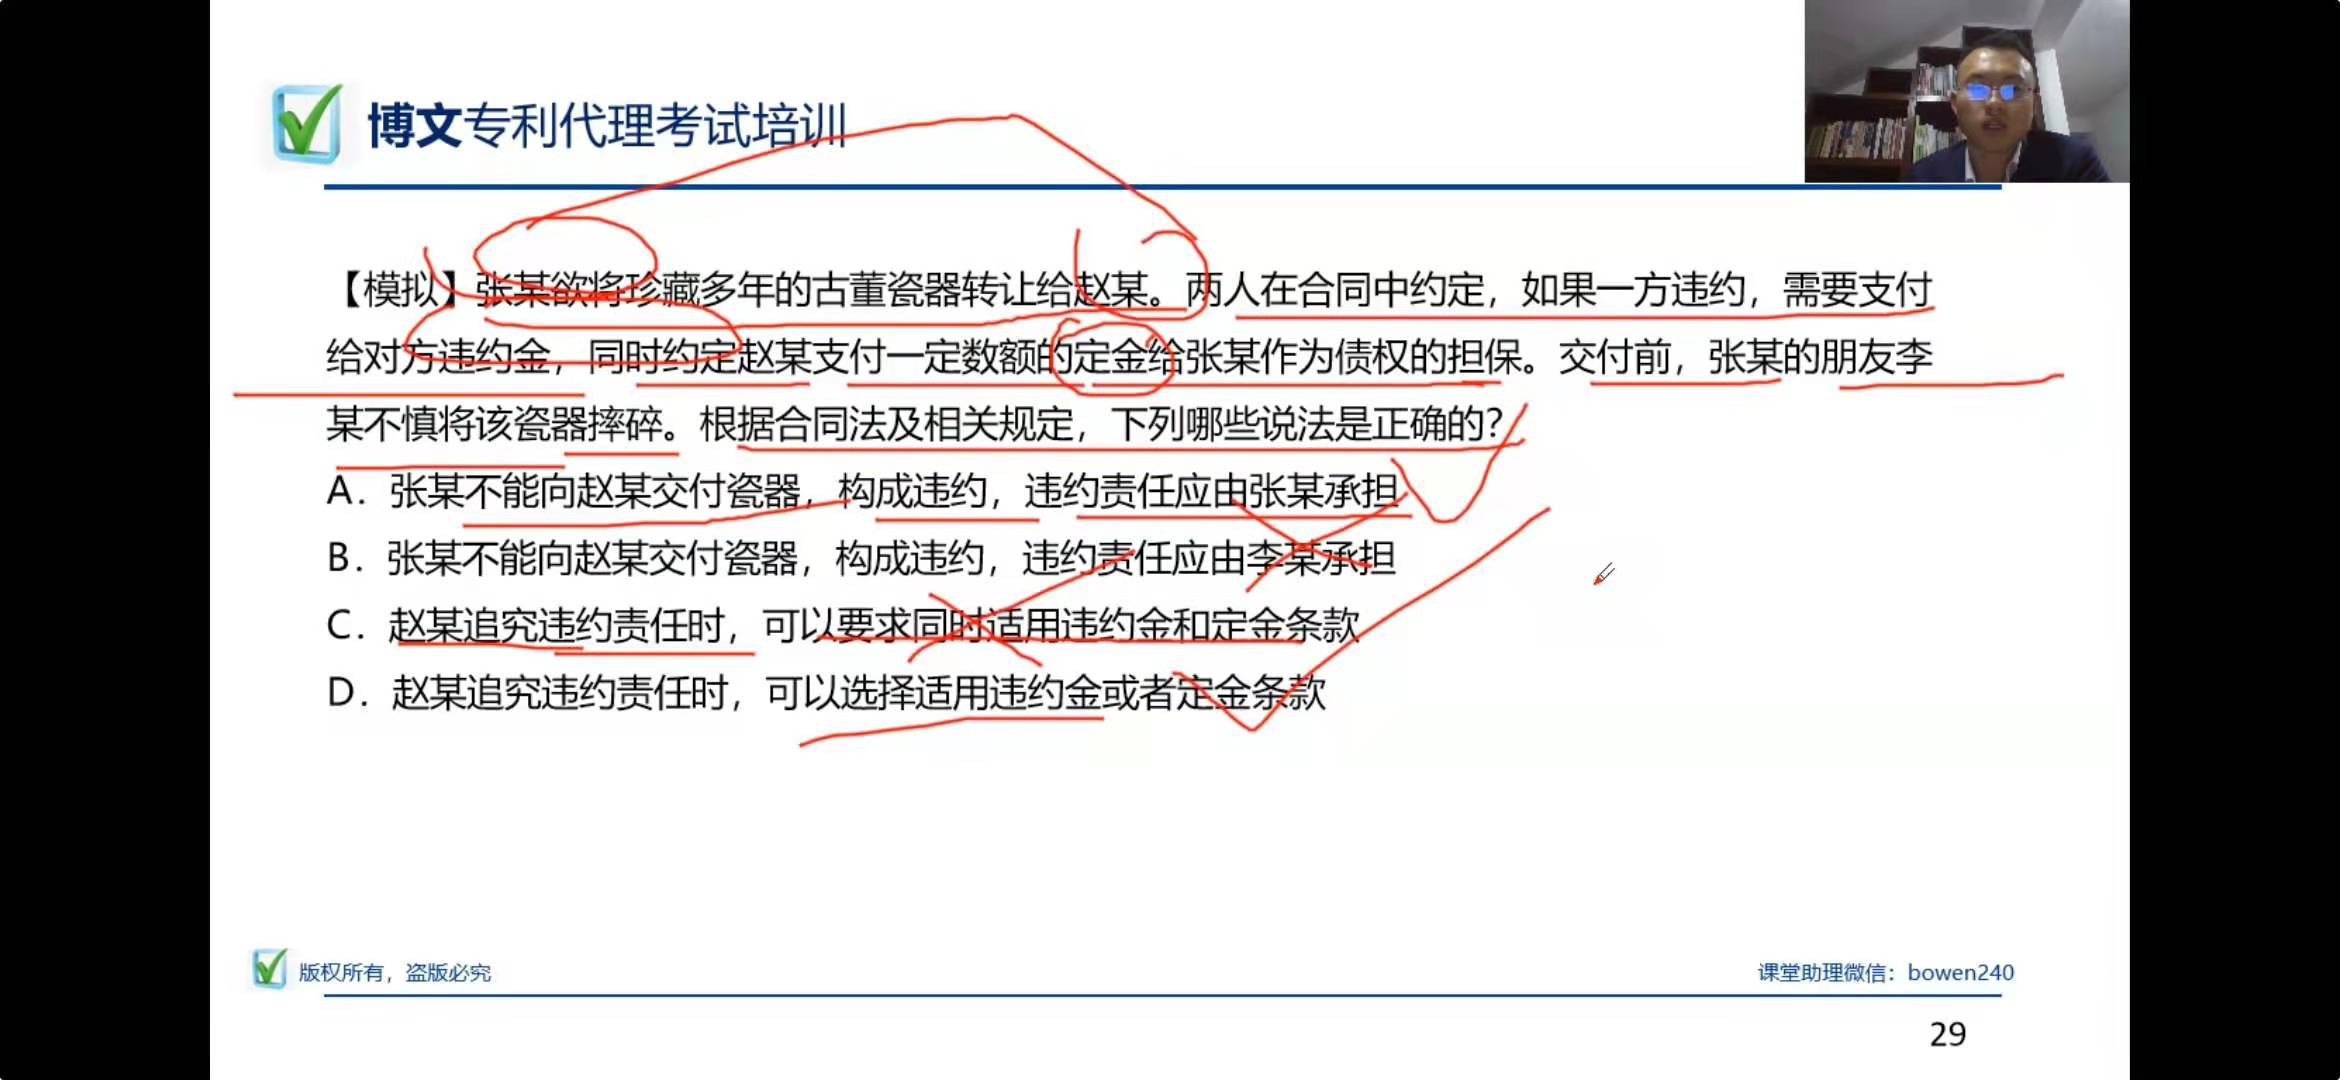 博文专利代理考试培训
【模拟】张某欲将珍藏多年的古董瓷器转让给赵某。两人在合同中约定，如果一方违约，需要支付
给对方违约金，同时约定赵某支付一定数额的定金给张某作为债权的担保。交付前，张某的朋友李
某不慎将该瓷器摔碎。根据合同法及相关规定，下列哪些说法是正确的？
A. 张某不能向赵某交付瓷器，构成违约，违约责任应由张某承担
B. 张某不能向赵某交付瓷器，构成违约，违约责任应由李某承担
C. 赵某追究违约责任时，可以要求同时适用违约金和定金条款
D. 赵某追究违约责任时，可以选择适用违约金或者定金条款
版权所有，盗版必究
课堂助理微信：bowen240
29